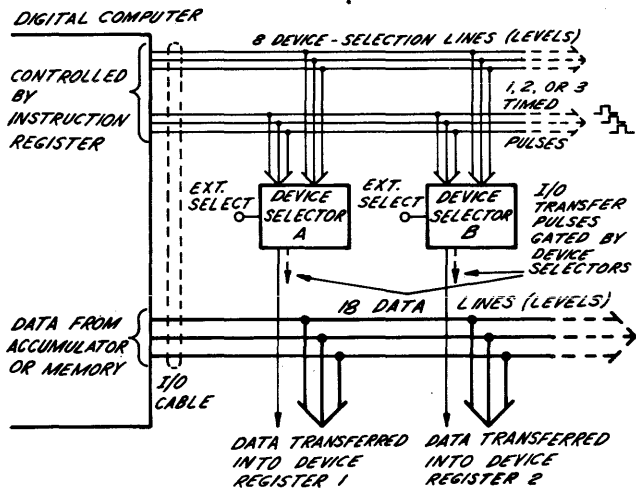 DIGITAL COMPUTER
8 DEVICE-SELECTION LINES (LEVELS)
CONTROLLED
BY
INSTRUCTION
REGISTER
1, 2, OR 3
TIMED
PULSES
EXT.
SELECT
DEVICE
SELECTOR
A
EXT.
SELECT
DEVICE
SELECTOR
B
I/O
TRANSFER
PULSES
GATED BY
DEVICE
SELECTORS
18 DATA LINES (LEVELS)
DATA FROM
ACCUMULATOR
OR MEMORY
I/O
CABLE
DATA TRANSFERRED
INTO DEVICE
REGISTER 1
DATA TRANSFERRED
INTO DEVICE
REGISTER 2